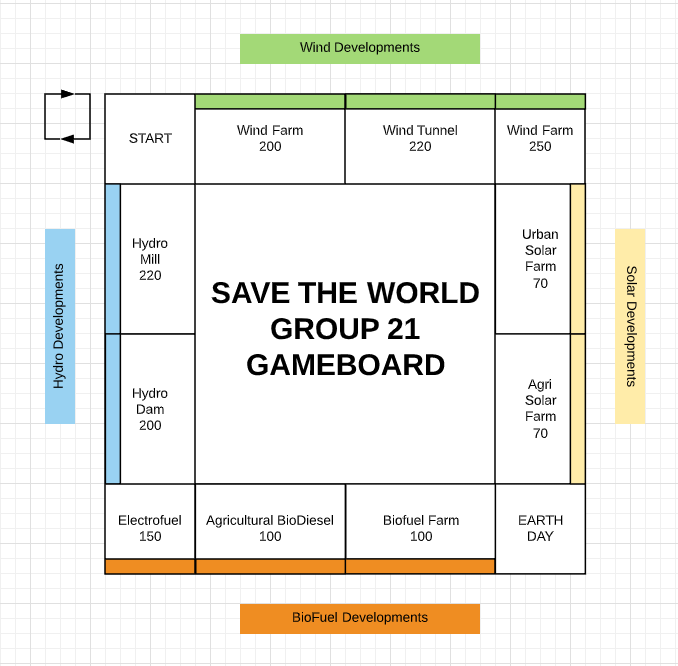 Wind Developments
START
Wind Farm
200
Wind Tunnel
220
Wind Farm
250
Hydro Developments
Hydro
Mill
220
Hydro
Dam
200
SAVE THE WORLD
GROUP 21
GAMEBOARD
Urban
Solar
Farm
70
Agri
Solar
Farm
70
Solar Developments
Electrofuel
150
Agricultural BioDiesel
100
Biofuel Farm
100
EARTH
DAY
BioFuel Developments